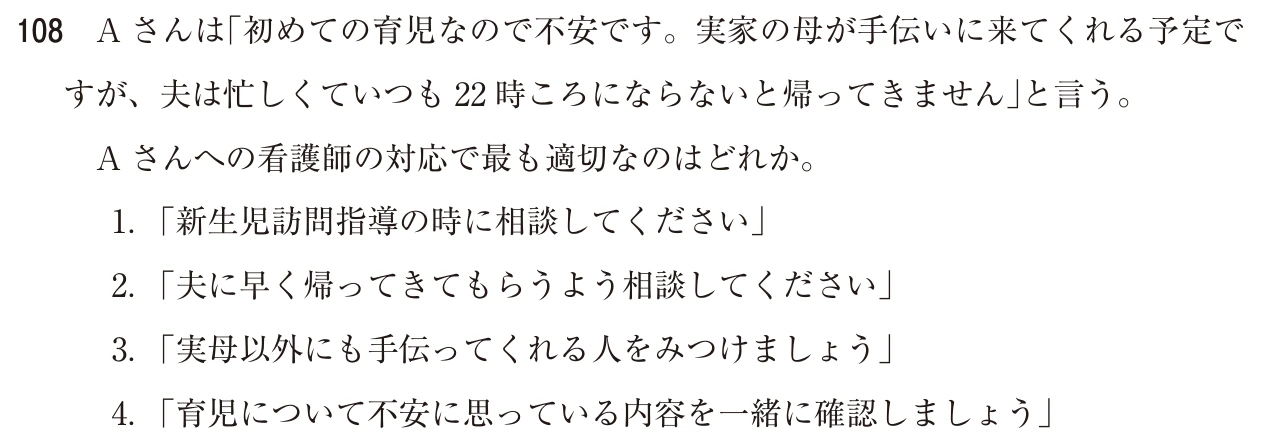 108 Aさんは「初めての育児なので不安です。実家の母が手伝いに来てくれる予定で
すが、夫は忙しくていつも 22 時ころにならないと帰ってきません」と言う。
Aさんへの看護師の対応で最も適切なのはどれか。
1. 「新生児訪問指導の時に相談してください」
2. 「夫に早く帰ってきてもらうよう相談してください」
3. 「実母以外にも手伝ってくれる人をみつけましょう」
4. 「育児について不安に思っている内容を一緒に確認しましょう」